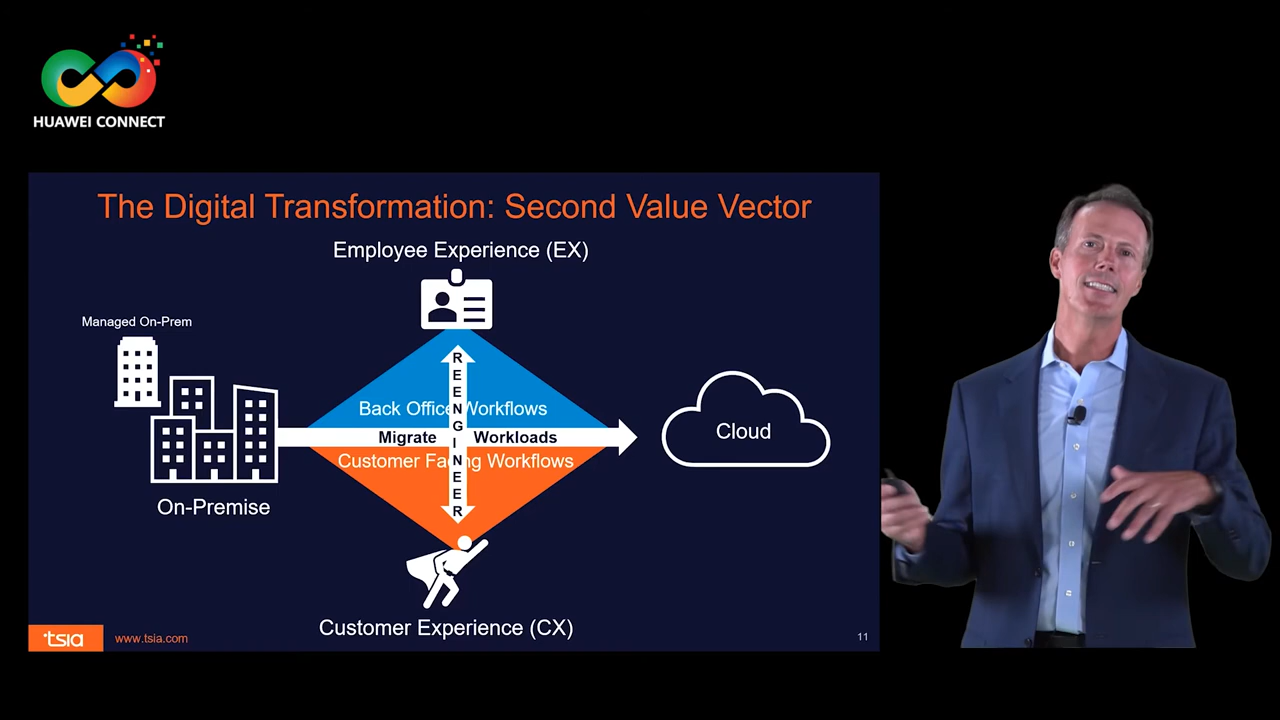 HUAWEI CONNECT
The Digital Transformation: Second Value Vector
Employee Experience (EX)
Managed On-Prem
REENGINEER
Back Office Workflows
Migrate Workloads
Customer Facing Workflows
Cloud
On-Premise
Customer Experience (CX)
tsia
www.tsia.com
11